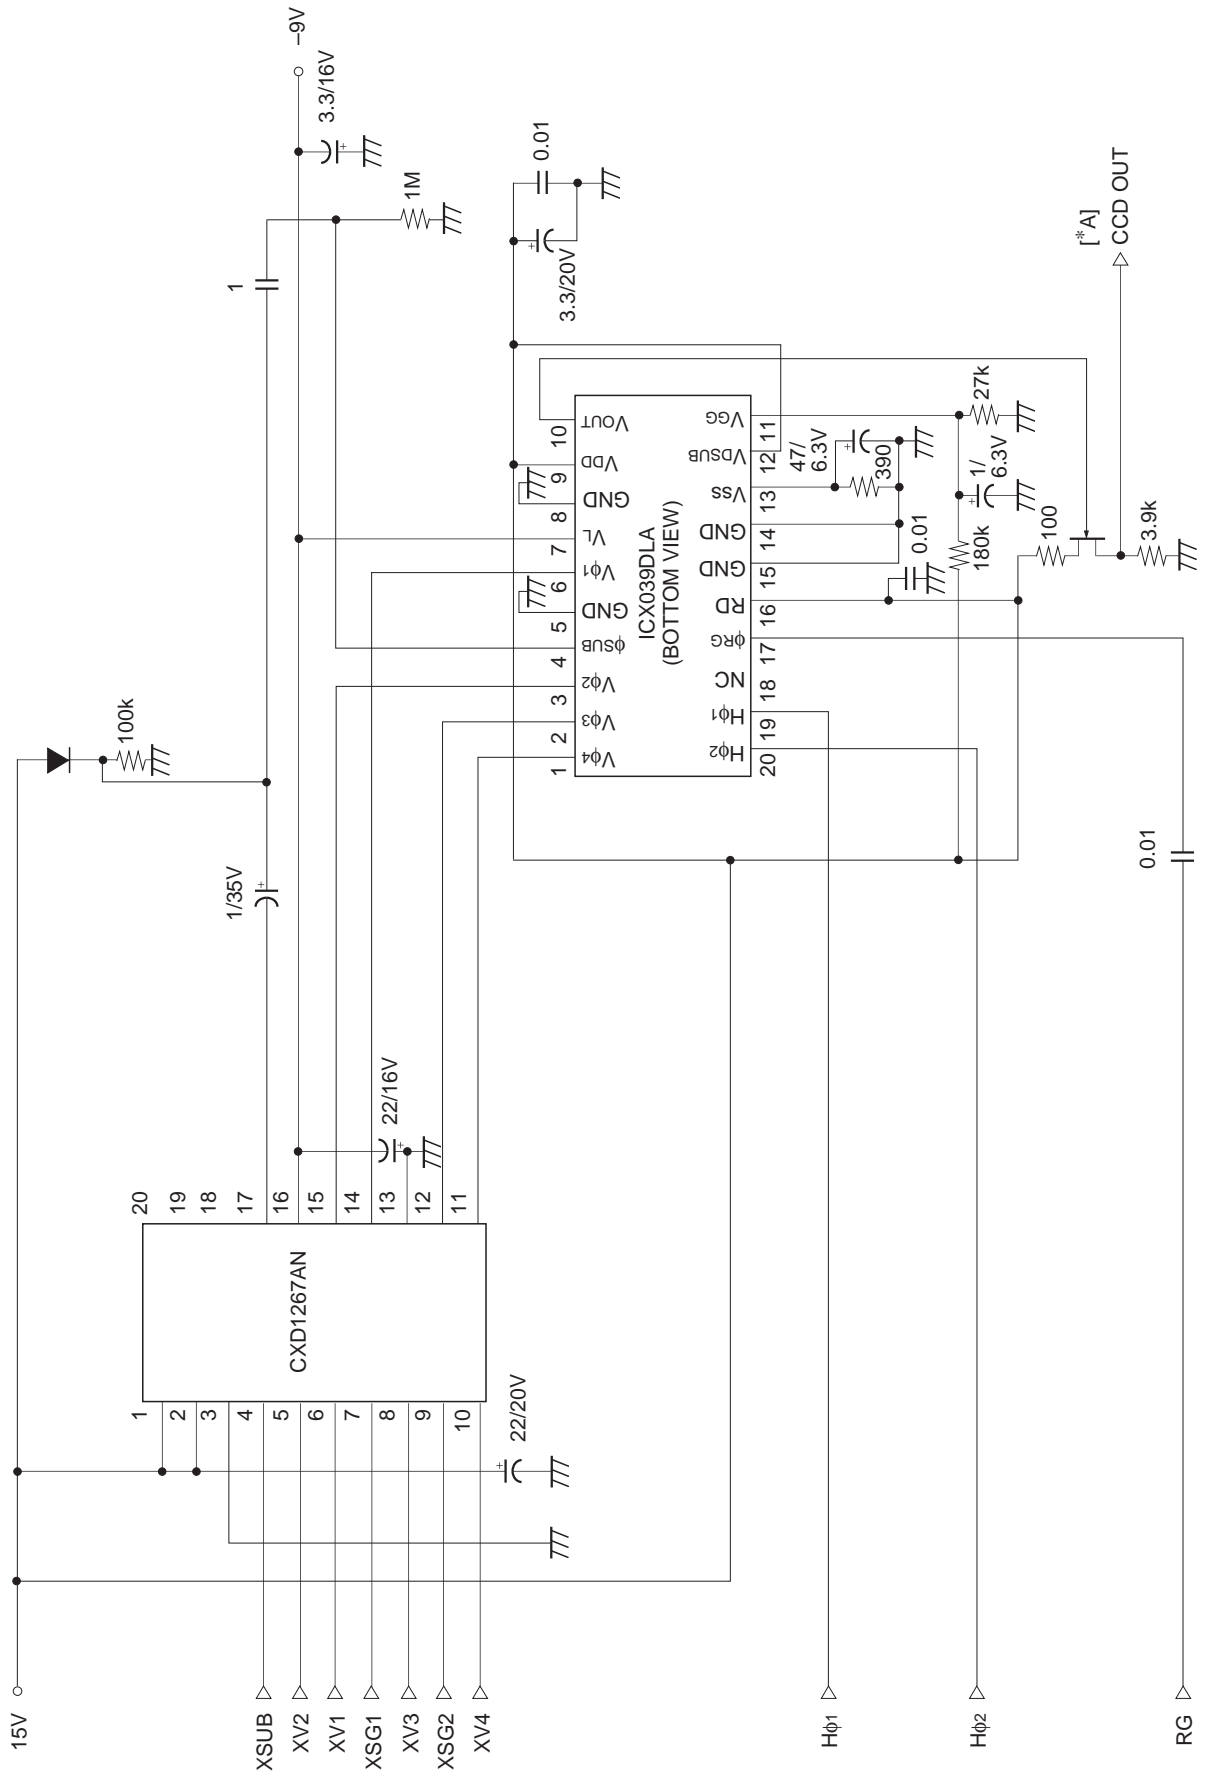 15V
XSUB
XV2
XV1
XSG1
XV3
XSG2
XV4
Hϕ1
Hϕ2
RG
22/20V
1
2
3
4
5
6
7
8
9
10
CXD1267AN
20
19
18
17
16
15
14
13
12
11
22/16V
1/35V
100k
1
1M
–9V
3.3/16V
0.01
3.3/20V
1
2
3
4
5
6
7
8
9
10
Vϕ4
Vϕ3
Vϕ2
ϕSUB
GND
Vϕ1
VL
GND
VDD
VOUT
ICX039DLA
(BOTTOM VIEW)
Hϕ2
Hϕ1
NC
ϕRG
RD
GND
GND
VSS
VDSUB
VGG
20
19
18
17
16
15
14
13
12
11
47/
6.3V
390
0.01
180k
1/
6.3V
27k
100
3.9k
0.01
[*A]
CCD OUT